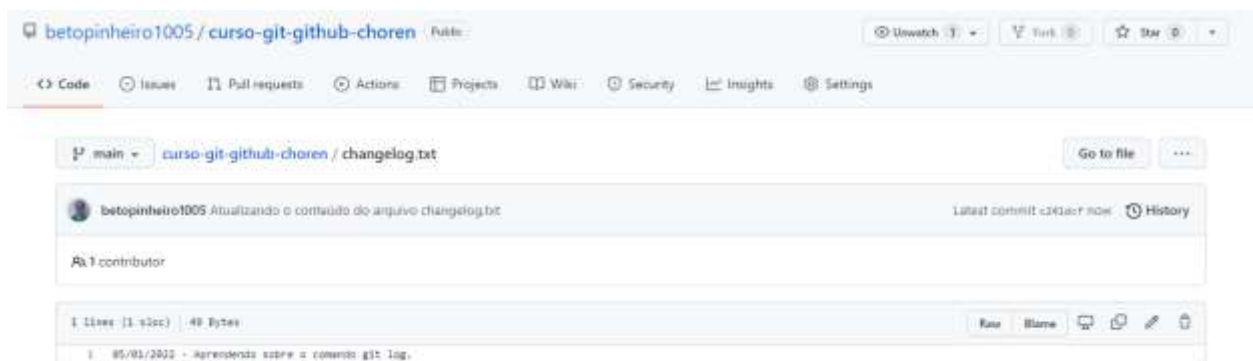 betopinheiro1005 / curso-git-github-choren Public Unwatch 1 Fork 0 Star 0
Code Issues Pull requests Actions Projects Wiki Security Insights Settings
main curso-git-github-choren / changelog.txt Go to file ...
betopinheiro1005 Atualizando o conteúdo do arquivo changelog.txt Latest commit now History
1 contributor
1 lines (1 sloc) 49 Bytes Raw Blame
1 05/01/2022 - Aprendendo sobre o comando git log.